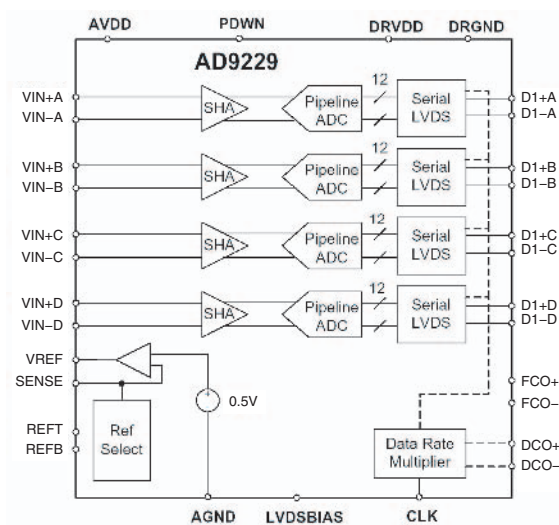 AVDD PDWN DRVDD DRGND
AD9229
VIN+A SHA Pipeline ADC 12 Serial LVDS D1+A
VIN–A D1–A
VIN+B SHA Pipeline ADC 12 Serial LVDS D1+B
VIN–B D1–B
VIN+C SHA Pipeline ADC 12 Serial LVDS D1+C
VIN–C D1–C
VIN+D SHA Pipeline ADC 12 Serial LVDS D1+D
VIN–D D1–D
VREF
SENSE
FCO+
0.5V
FCO–
REFT
REFB
Ref
Select
Data Rate
Multiplier
DCO+
DCO–
AGND LVDSBIAS CLK